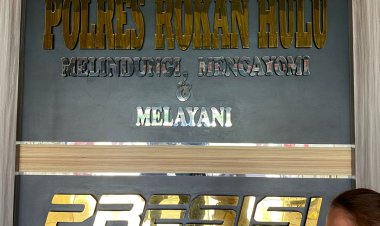 POLRES ROKAN HULU
MELINDUNGI, MENGAYOMI
&
MELAYANI
PRESISI